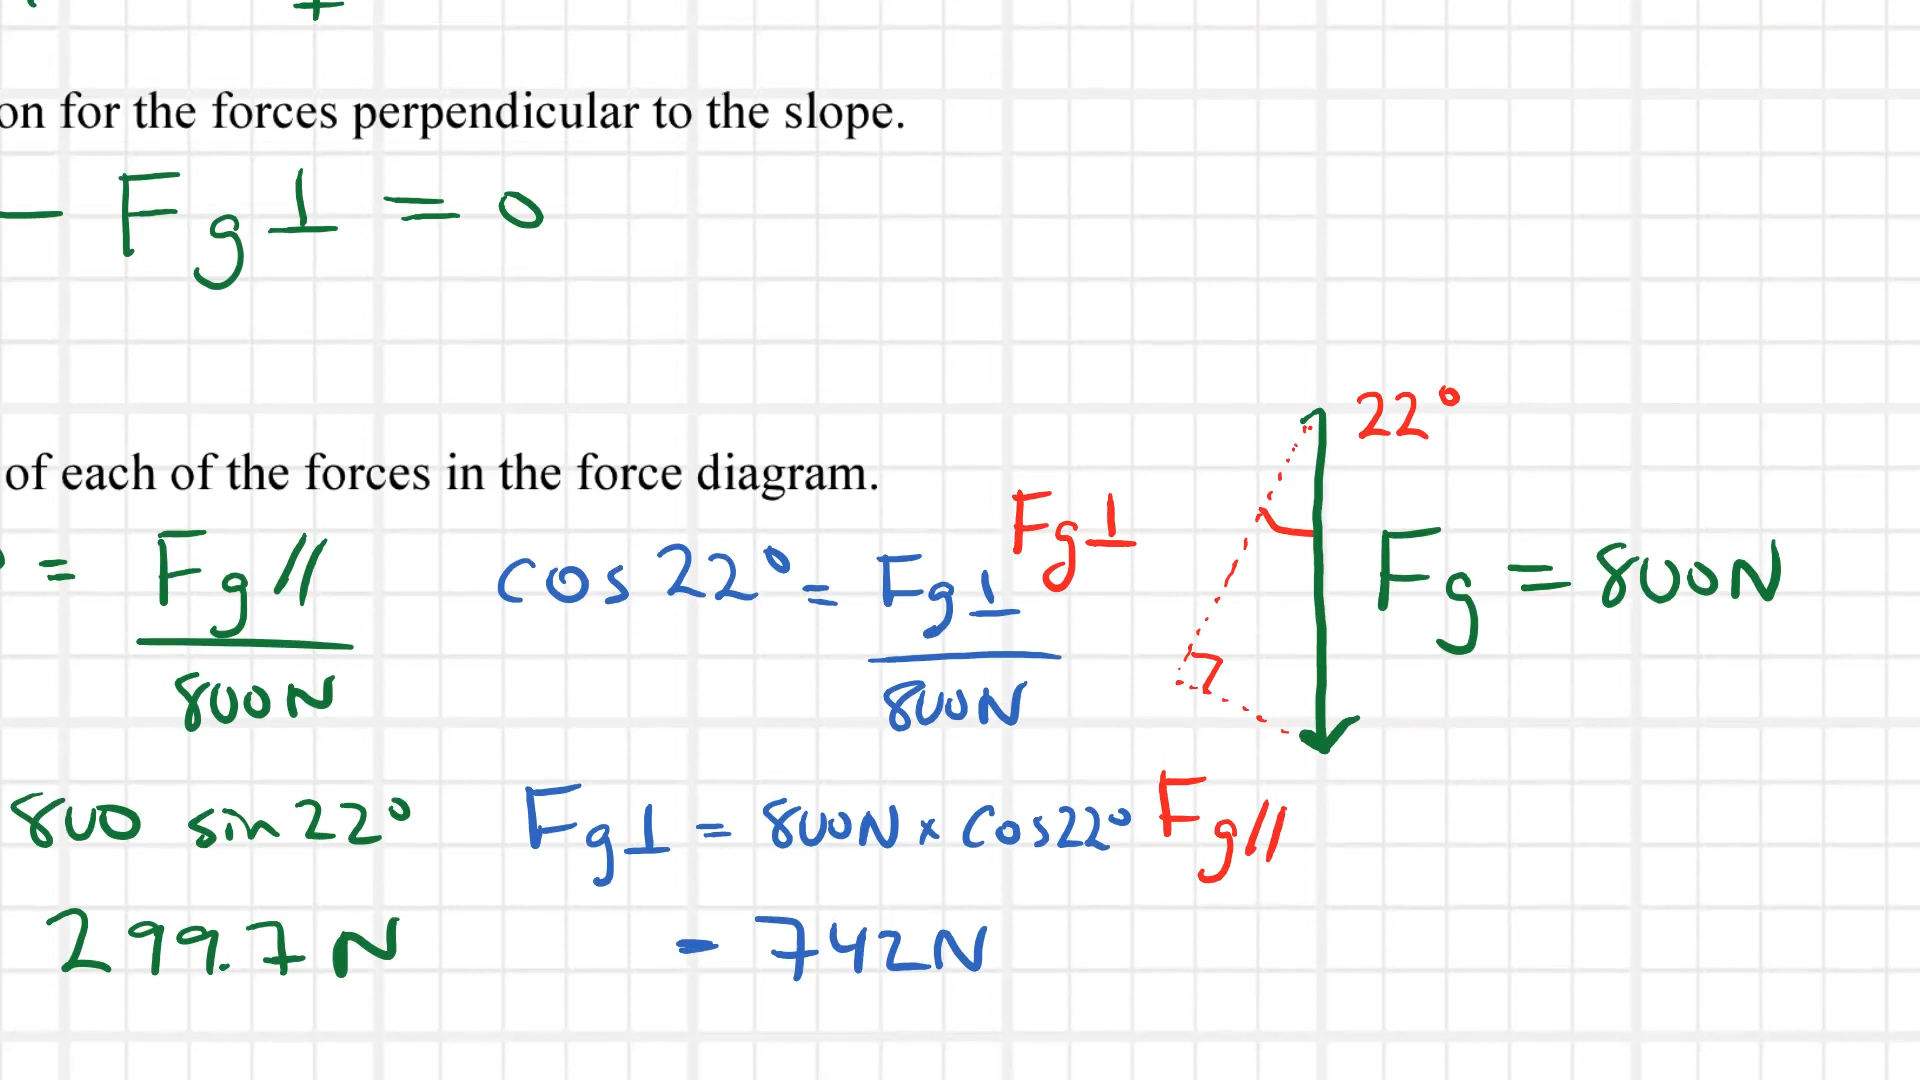 on for the forces perpendicular to the slope.
− Fg⊥ = 0
22°
of each of the forces in the force diagram.
Fg⊥
= Fg//
800N
cos 22° = Fg⊥
800N
Fg = 800N
800 sin 22°
Fg⊥ = 800N × cos22°
Fg//
299.7 N
= 742N